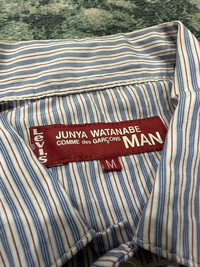 Levi's
JUNYA WATANABE
COMME des GARÇONS MAN
M